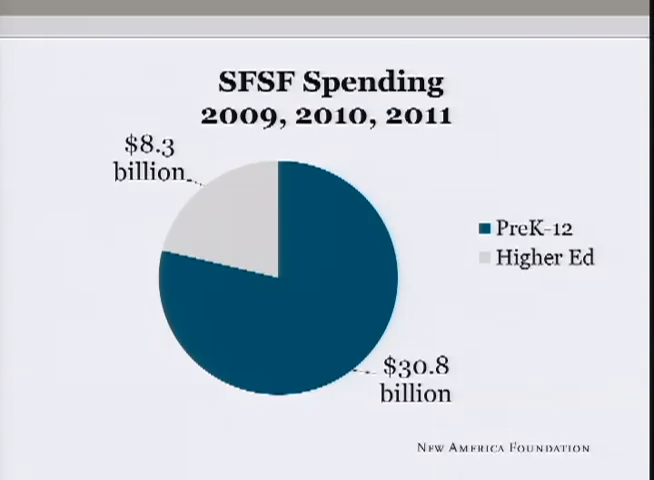 SFSF Spending
2009, 2010, 2011
$8.3
billion
PreK-12
Higher Ed
$30.8
billion
New America Foundation